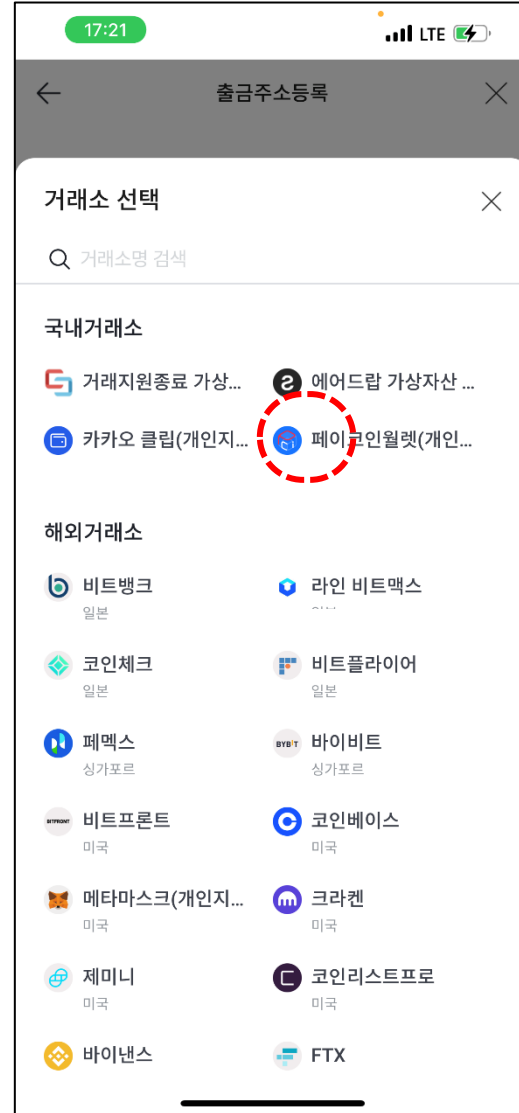 17:21 LTE
출금주소등록
거래소 선택
거래소명 검색
국내거래소
거래지원종료 가상... 에어드랍 가상자산 ...
카카오 클립(개인지... 페이코인월렛(개인...
해외거래소
비트뱅크 라인 비트맥스
일본
코인체크 비트플라이어
일본 일본
페멕스 BYBIT 바이비트
싱가포르 싱가포르
BITFRONT 비트프론트 코인베이스
미국 미국
메타마스크(개인지... 크라켄
미국 미국
제미니 코인리스트프로
미국 미국
바이낸스 FTX